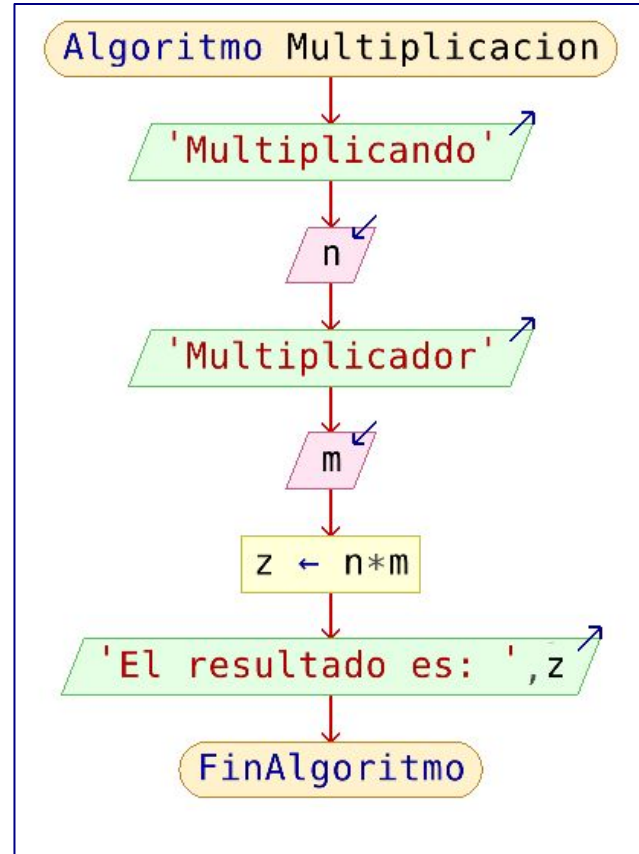 Algoritmo Multiplicacion
'Multiplicando'
n
'Multiplicador'
m
z ← n*m
'El resultado es: ',z
FinAlgoritmo